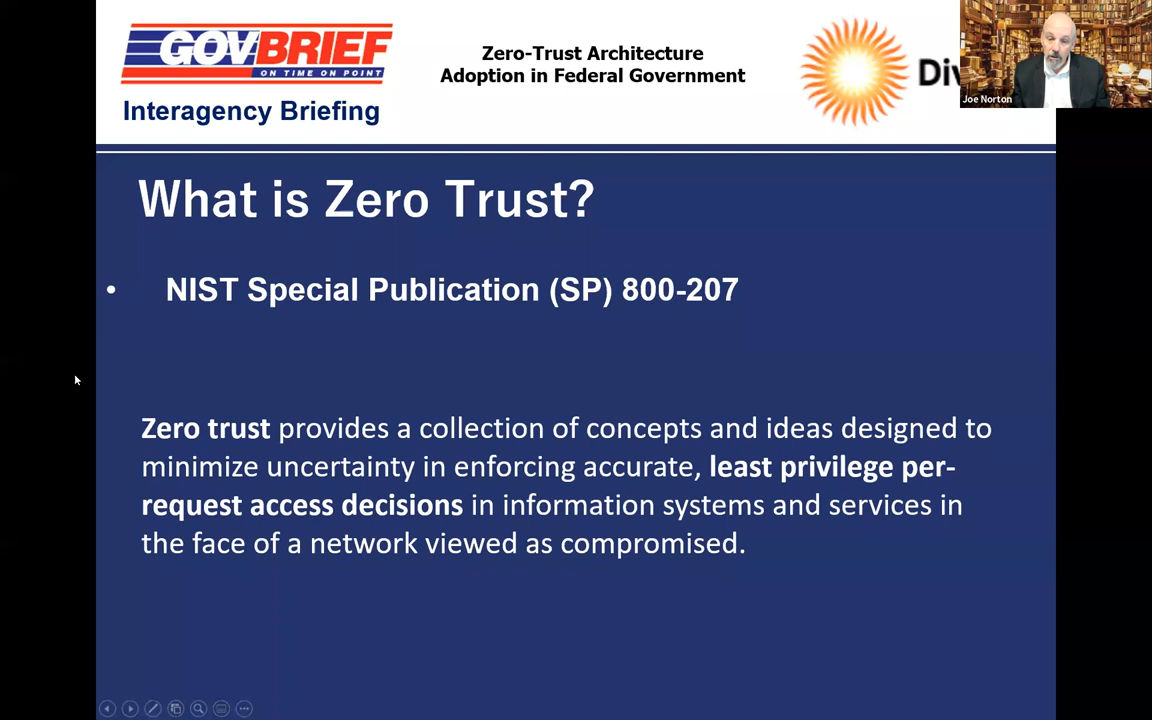 GOVBRIEF
ON TIME ON POINT
Interagency Briefing
Zero-Trust Architecture
Adoption in Federal Government
Joe Norton
What is Zero Trust?
• NIST Special Publication (SP) 800-207
Zero trust provides a collection of concepts and ideas designed to
minimize uncertainty in enforcing accurate, least privilege per-
request access decisions in information systems and services in
the face of a network viewed as compromised.